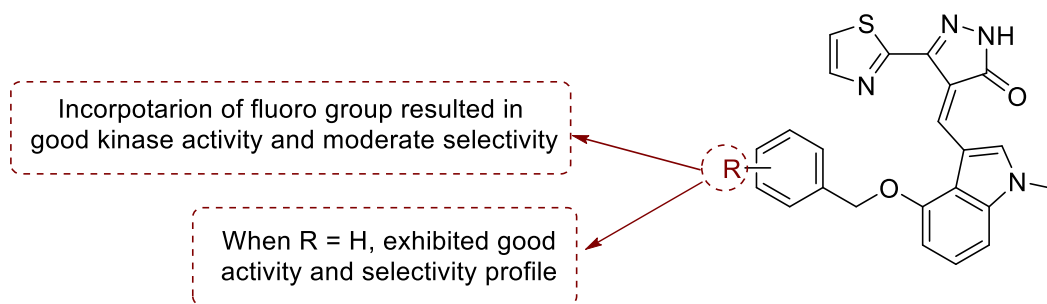 Incorpotarion of fluoro group resulted in
good kinase activity and moderate selectivity
When R = H, exhibited good
activity and selectivity profile
R
S
N
N
NH
O
O
N